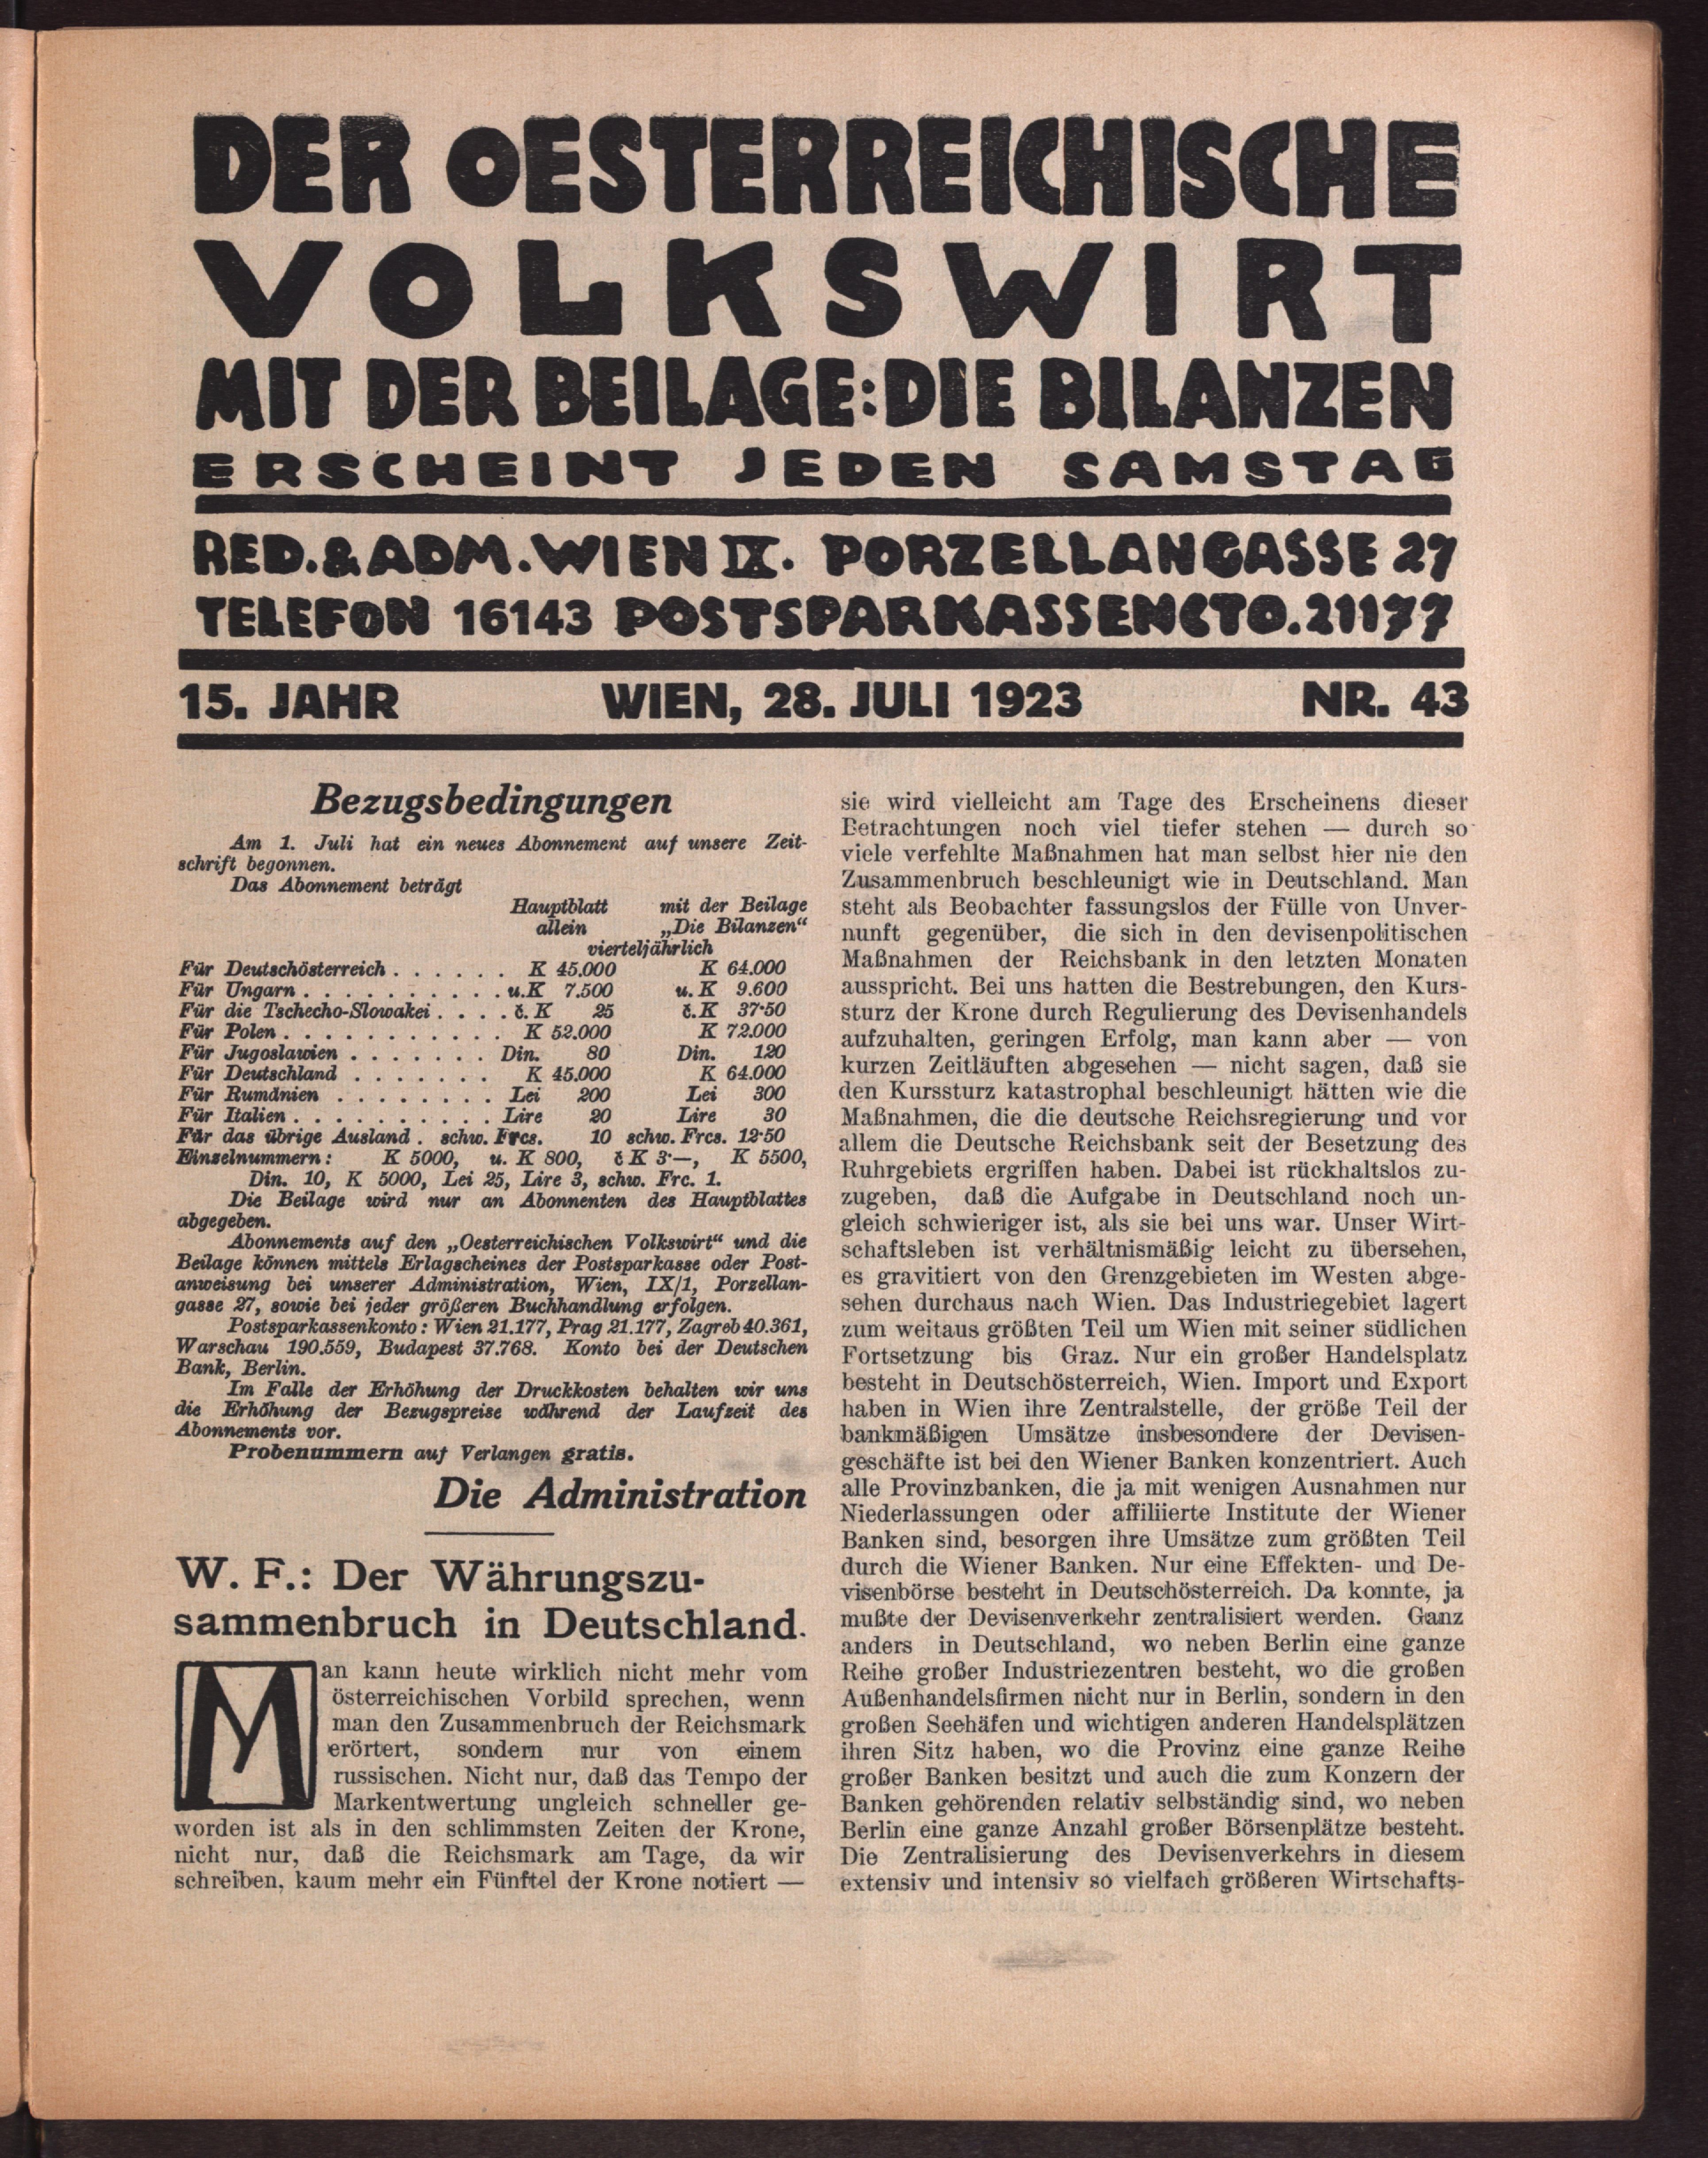 DER OESTERREICHISCHE
VOLKSWIRT
MIT DER BEILAGE: DIE BILANZEN
ERSCHEINT JEDEN SAMSTAG
RED. & ADM. WIEN IX. PORZELLANGASSE 27
TELEFON 16143 POSTSPARKASSENCTO. 21177
15. JAHR WIEN, 28. JULI 1923 NR. 43
Bezugsbedingungen
Am 1. Juli hat ein neues Abonnement auf unsere Zeit-
schrift begonnen.
Das Abonnement beträgt
Hauptblatt mit der Beilage
allein „Die Bilanzen“
vierteljährlich
Für Deutschösterreich . . . . . . K 45.000 K 64.000
Für Ungarn . . . . . . . . . . . u. K 7.500 u. K 9.600
Für die Tschecho-Slowakei . . . . č. K 25 č. K 37·50
Für Polen . . . . . . . . . . . K 52.000 K 72.000
Für Jugoslawien . . . . . . . Din. 80 Din. 120
Für Deutschland . . . . . . . K 45.000 K 64.000
Für Rumänien . . . . . . . . Lei 200 Lei 300
Für Italien . . . . . . . . . . Lire 20 Lire 30
Für das übrige Ausland . schw. Frcs. 10 schw. Frcs. 12·50
Einzelnummern: K 5000, u. K 800, č K 3·—, K 5500,
Din. 10, K 5000, Lei 25, Lire 3, schw. Frc. 1.
Die Beilage wird nur an Abonnenten des Hauptblattes
abgegeben.
Abonnements auf den „Oesterreichischen Volkswirt“ und die
Beilage können mittels Erlagscheines der Postsparkasse oder Post-
anweisung bei unserer Administration, Wien, IX/1, Porzellan-
gasse 27, sowie bei jeder größeren Buchhandlung erfolgen.
Postsparkassenkonto: Wien 21.177, Prag 21.177, Zagreb 40.361,
Warschau 190.559, Budapest 37.768. Konto bei der Deutschen
Bank, Berlin.
Im Falle der Erhöhung der Druckkosten behalten wir uns
die Erhöhung der Bezugspreise während der Laufzeit des
Abonnements vor.
Probenummern auf Verlangen gratis.
Die Administration
W. F.: Der Währungszu-
sammenbruch in Deutschland.
Man kann heute wirklich nicht mehr vom
österreichischen Vorbild sprechen, wenn
man den Zusammenbruch der Reichsmark
erörtert, sondern nur von einem
russischen. Nicht nur, daß das Tempo der
Markentwertung ungleich schneller ge-
worden ist als in den schlimmsten Zeiten der Krone,
nicht nur, daß die Reichsmark am Tage, da wir
schreiben, kaum mehr ein Fünftel der Krone notiert —
sie wird vielleicht am Tage des Erscheinens dieser
Betrachtungen noch viel tiefer stehen — durch so
viele verfehlte Maßnahmen hat man selbst hier nie den
Zusammenbruch beschleunigt wie in Deutschland. Man
steht als Beobachter fassungslos der Fülle von Unver-
nunft gegenüber, die sich in den devisenpolitischen
Maßnahmen der Reichsbank in den letzten Monaten
ausspricht. Bei uns hatten die Bestrebungen, den Kurs-
sturz der Krone durch Regulierung des Devisenhandels
aufzuhalten, geringen Erfolg, man kann aber — von
kurzen Zeitläuften abgesehen — nicht sagen, daß sie
den Kurssturz katastrophal beschleunigt hätten wie die
Maßnahmen, die die deutsche Reichsregierung und vor
allem die Deutsche Reichsbank seit der Besetzung des
Ruhrgebiets ergriffen haben. Dabei ist rückhaltslos zu-
zugeben, daß die Aufgabe in Deutschland noch un-
gleich schwieriger ist, als sie bei uns war. Unser Wirt-
schaftsleben ist verhältnismäßig leicht zu übersehen,
es gravitiert von den Grenzgebieten im Westen abge-
sehen durchaus nach Wien. Das Industriegebiet lagert
zum weitaus größten Teil um Wien mit seiner südlichen
Fortsetzung bis Graz. Nur ein großer Handelsplatz
besteht in Deutschösterreich, Wien. Import und Export
haben in Wien ihre Zentralstelle, der größe Teil der
bankmäßigen Umsätze insbesondere der Devisen-
geschäfte ist bei den Wiener Banken konzentriert. Auch
alle Provinzbanken, die ja mit wenigen Ausnahmen nur
Niederlassungen oder affiliierte Institute der Wiener
Banken sind, besorgen ihre Umsätze zum größten Teil
durch die Wiener Banken. Nur eine Effekten- und De-
visenbörse besteht in Deutschösterreich. Da konnte, ja
mußte der Devisenverkehr zentralisiert werden. Ganz
anders in Deutschland, wo neben Berlin eine ganze
Reihe großer Industriezentren besteht, wo die großen
Außenhandelsfirmen nicht nur in Berlin, sondern in den
großen Seehäfen und wichtigen anderen Handelsplätzen
ihren Sitz haben, wo die Provinz eine ganze Reihe
großer Banken besitzt und auch die zum Konzern der
Banken gehörenden relativ selbständig sind, wo neben
Berlin eine ganze Anzahl großer Börsenplätze besteht.
Die Zentralisierung des Devisenverkehrs in diesem
extensiv und intensiv so vielfach größeren Wirtschafts-